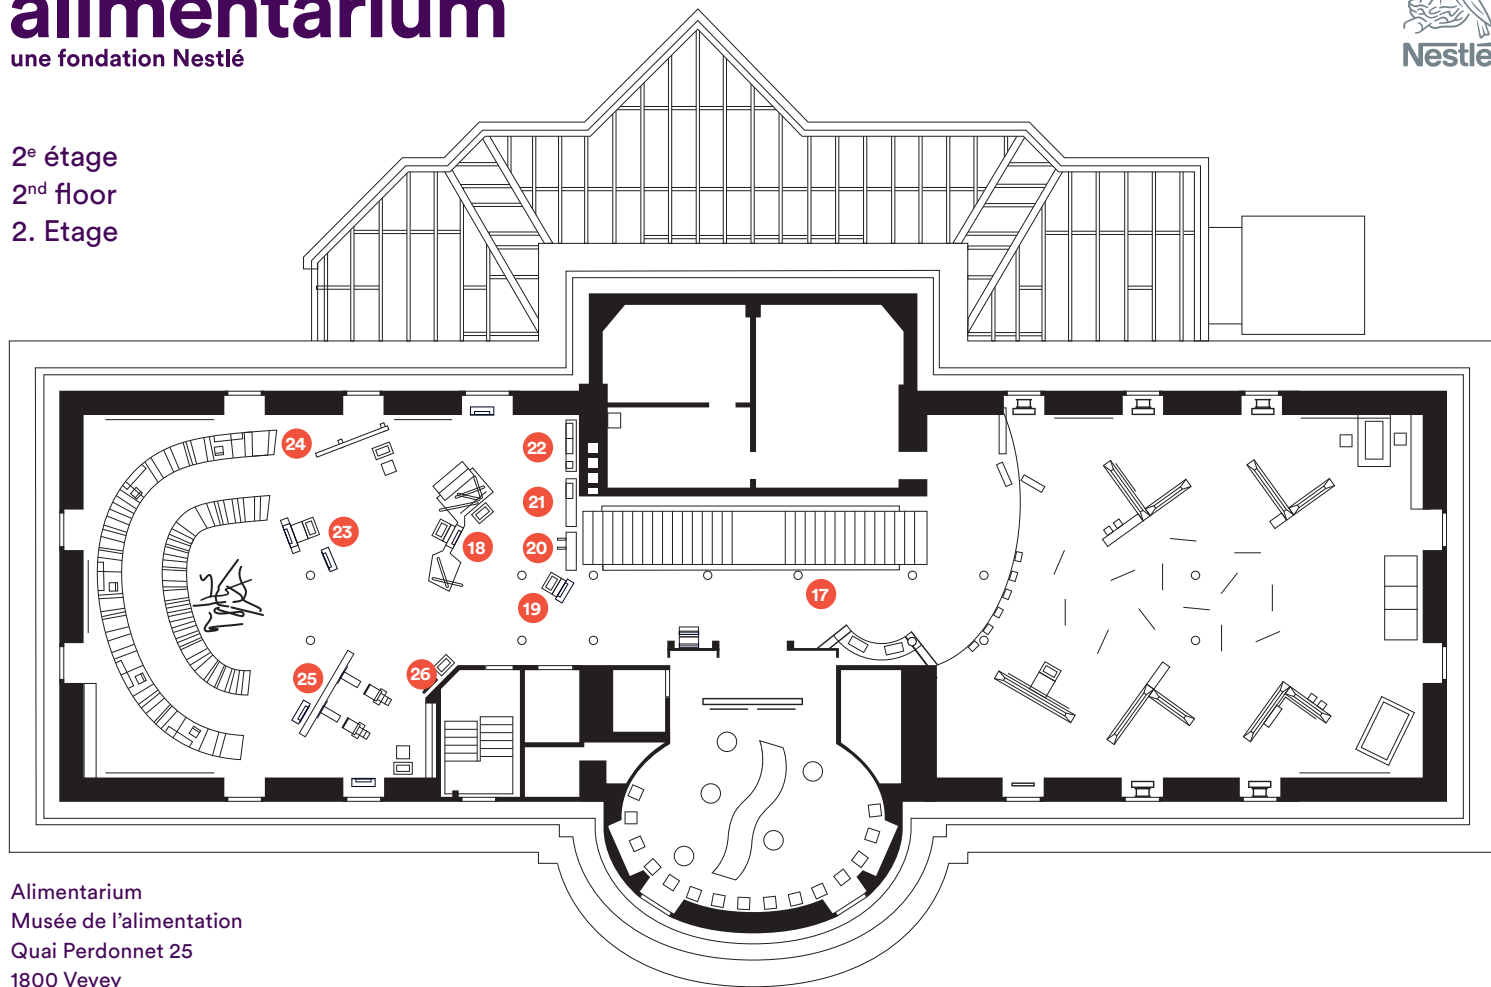 alimentarium
une fondation Nestlé
Nestlé
2e étage
2nd floor
2. Etage
24
22
21
23
18
20
19
17
25
26
Alimentarium
Musée de l'alimentation
Quai Perdonnet 25
1800 Vevey